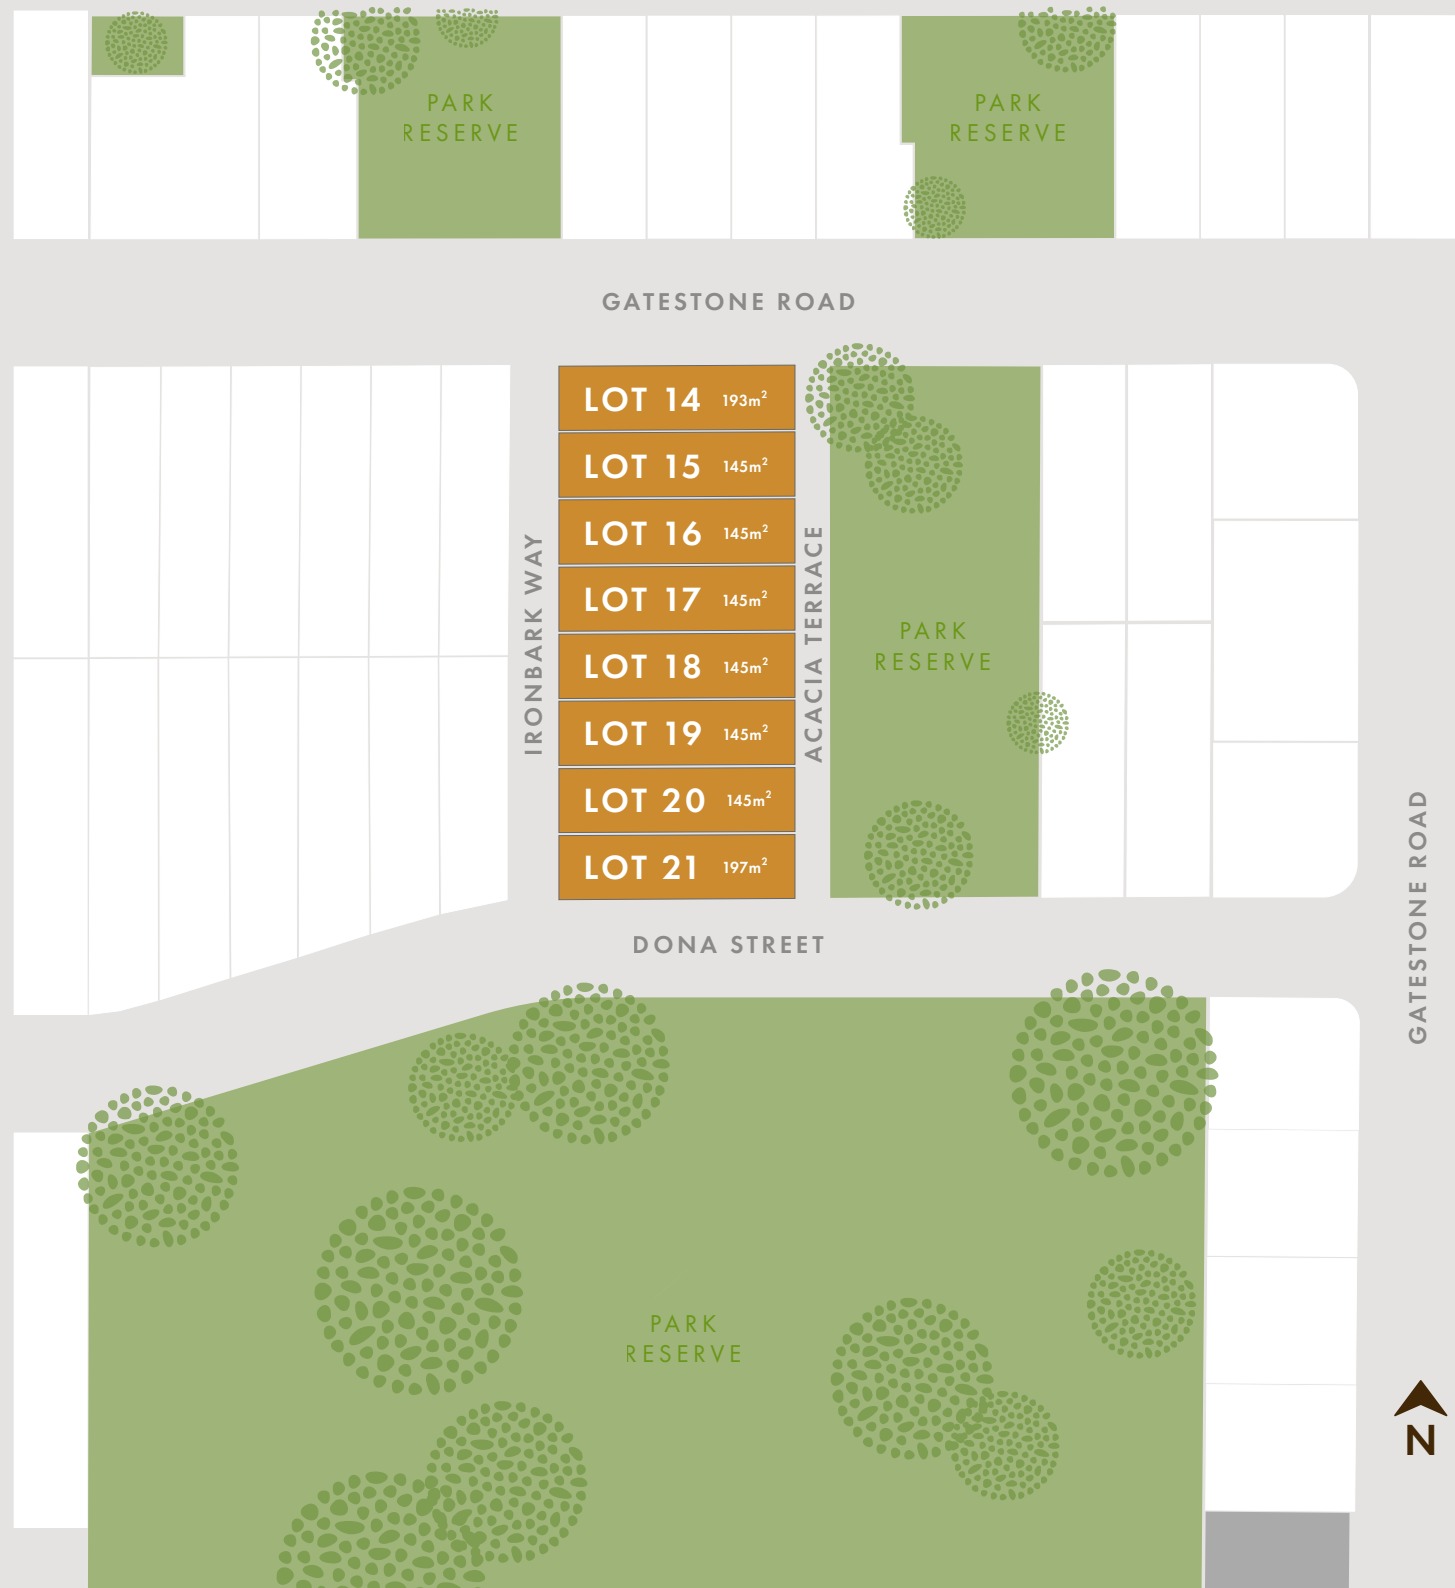 PARK
RESERVE
PARK
RESERVE
GATESTONE ROAD
LOT 14 193m²
LOT 15 145m²
LOT 16 145m²
LOT 17 145m²
LOT 18 145m²
LOT 19 145m²
LOT 20 145m²
LOT 21 197m²
IRONBARK WAY
ACACIA TERRACE
PARK
RESERVE
DONA STREET
GATESTONE ROAD
PARK
RESERVE
N